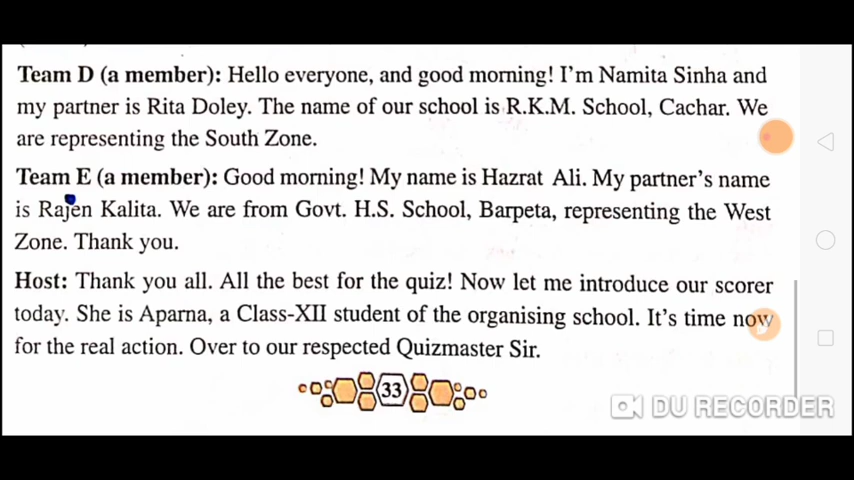 Team D (a member): Hello everyone, and good morning! I'm Namita Sinha and
my partner is Rita Doley. The name of our school is R.K.M. School, Cachar. We
are representing the South Zone.
Team E (a member): Good morning! My name is Hazrat Ali. My partner's name
is Rajen Kalita. We are from Govt. H.S. School, Barpeta, representing the West
Zone. Thank you.
Host: Thank you all. All the best for the quiz! Now let me introduce our scorer
today. She is Aparna, a Class-XII student of the organising school. It's time now
for the real action. Over to our respected Quizmaster Sir.
33
DU RECORDER